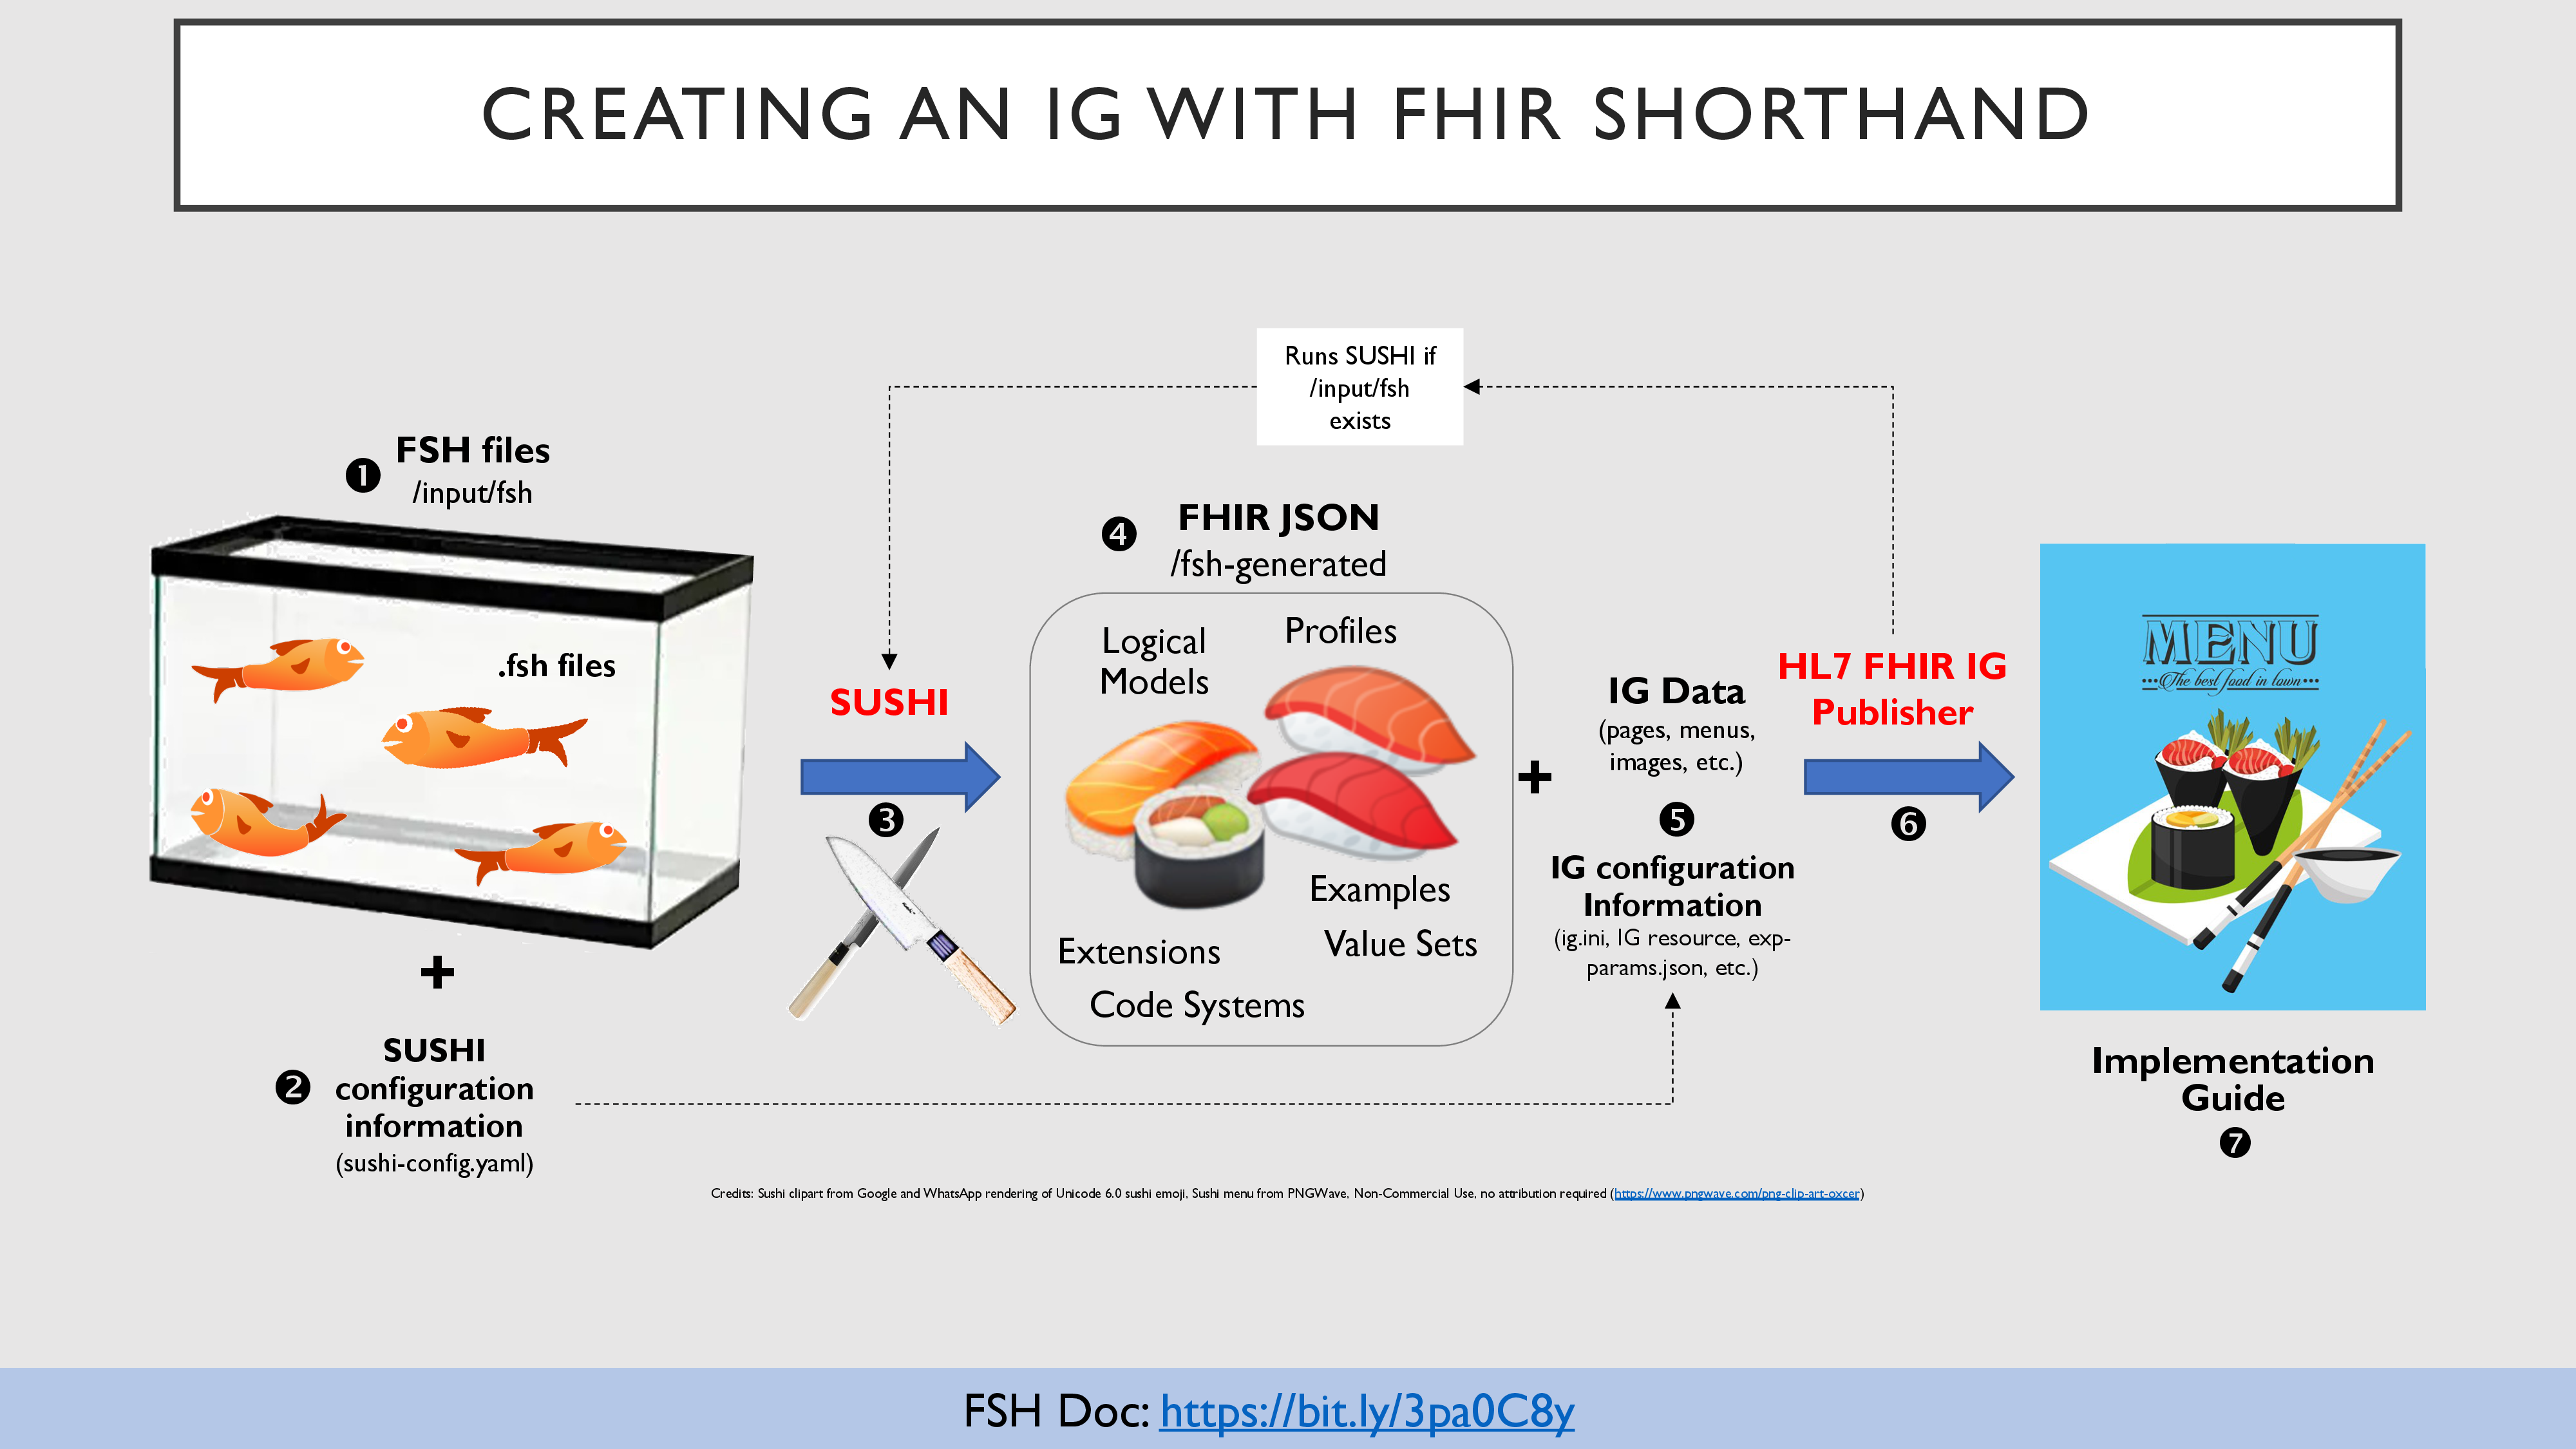 CREATING AN IG WITH FHIR SHORTHAND
Runs SUSHI if
/input/fsh
exists
❶
FSH files
/input/fsh
.fsh files
+
❷
SUSHI
configuration
information
(sushi-config.yaml)
SUSHI
❸
❹
FHIR JSON
/fsh-generated
Logical
Models
Profiles
Examples
Value Sets
Extensions
Code Systems
+
IG Data
(pages, menus,
images, etc.)
❺
IG configuration
Information
(ig.ini, IG resource, exp-
params.json, etc.)
HL7 FHIR IG
Publisher
❻
MENU
The best food in town
Implementation
Guide
❼
Credits: Sushi clipart from Google and WhatsApp rendering of Unicode 6.0 sushi emoji, Sushi menu from PNGWave, Non-Commercial Use, no attribution required (https://www.pngwave.com/png-clip-art-oxcer)
FSH Doc: https://bit.ly/3pa0C8y